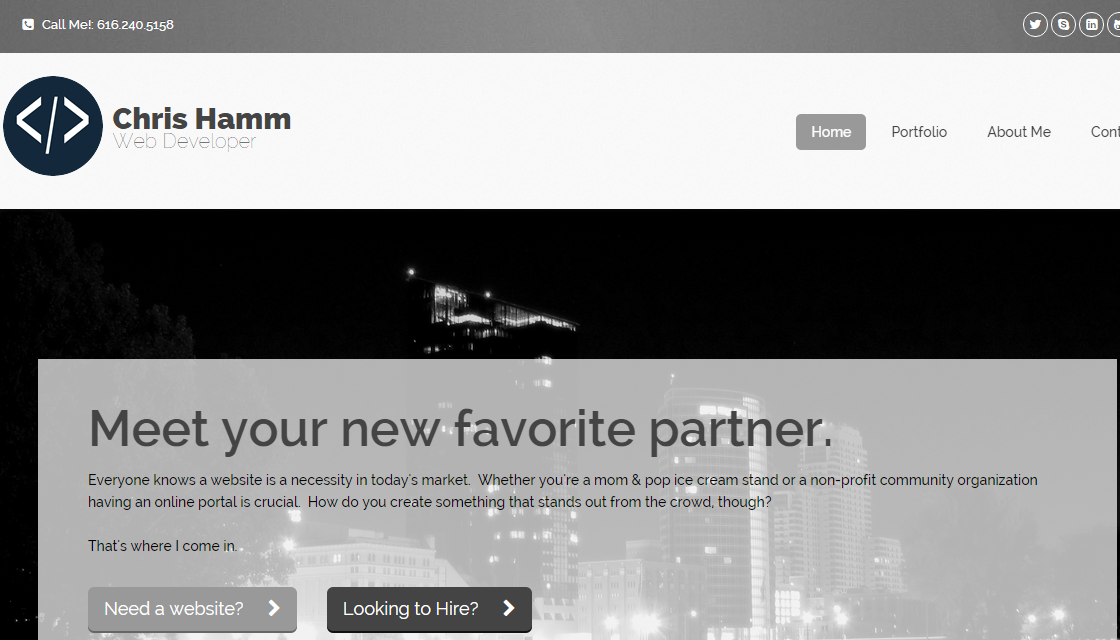 Call Me!: 616.240.5158
</>
Chris Hamm
Web Developer
Home Portfolio About Me Cont
Meet your new favorite partner.
Everyone knows a website is a necessity in today's market. Whether you're a mom & pop ice cream stand or a non-profit community organization
having an online portal is crucial. How do you create something that stands out from the crowd, though?
That's where I come in.
Need a website? Looking to Hire?